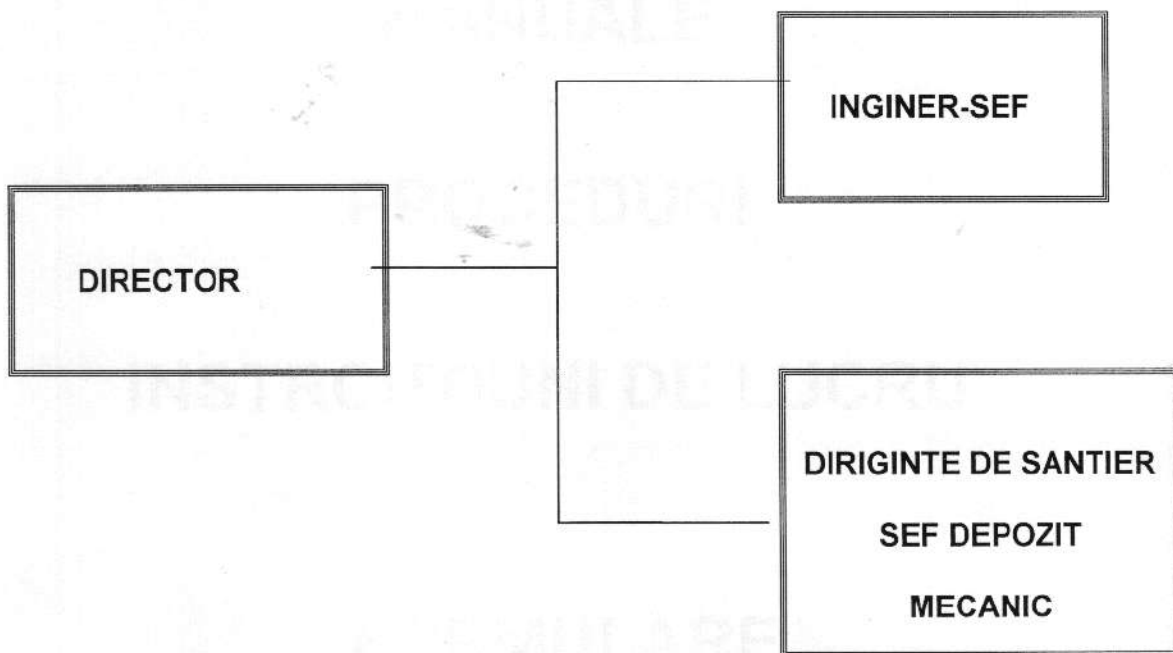 INGINER-SEF
DIRECTOR
DIRIGINTE DE SANTIER
SEF DEPOZIT
MECANIC